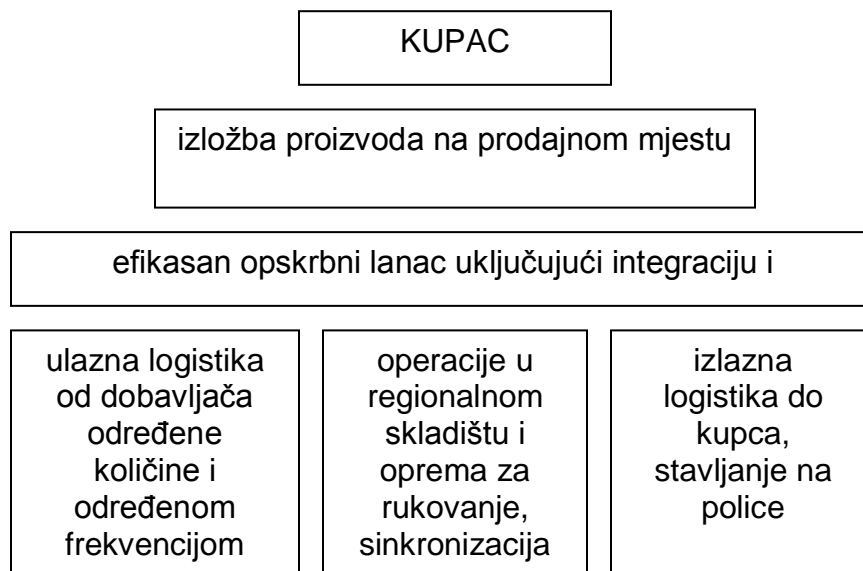 KUPAC
izložba proizvoda na prodajnom mjestu
efikasan opskrbni lanac uključujući integraciju i
ulazna logistika
od dobavljača
određene
količine i
određenom
frekvencijom
operacije u
regionalnom
skladištu i
oprema za
rukovanje,
sinkronizacija
izlazna
logistika do
kupca,
stavljanje na
police